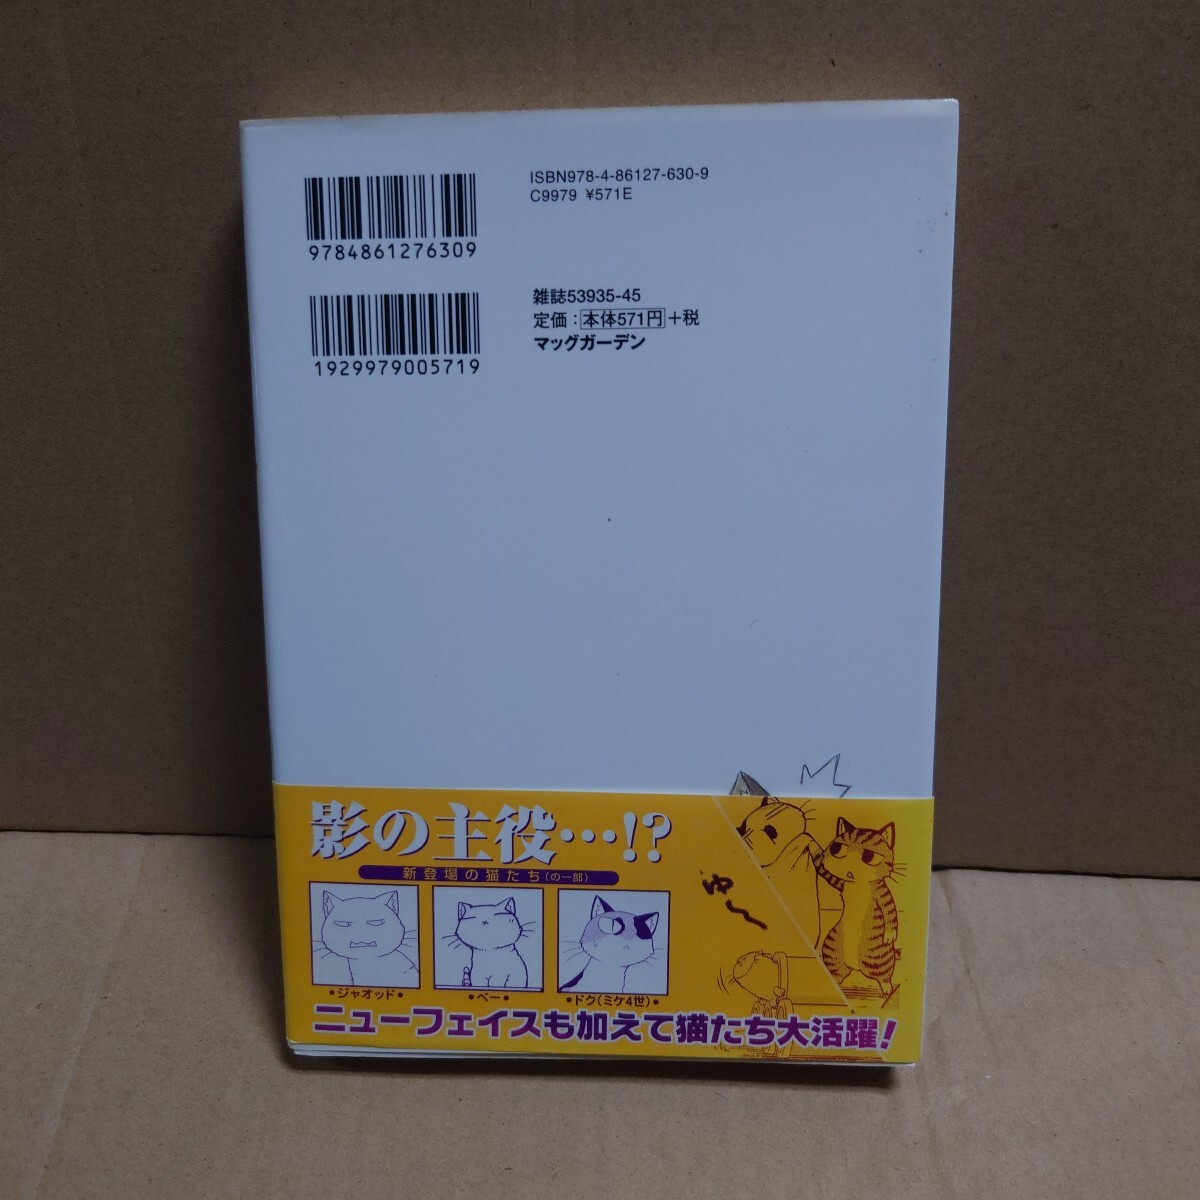 ISBN978-4-86127-630-9
C9979 ¥571E
9784861276309
雑誌53935-45
定価：本体571円+税
マッグガーデン
1929979005719
影の主役…!?
新登場の猫たち(の一部)
ゆ〜
•ジャオッド•
•ベー•
•ドク(ミケ4世)•
ニューフェイスも加えて猫たち大活躍!